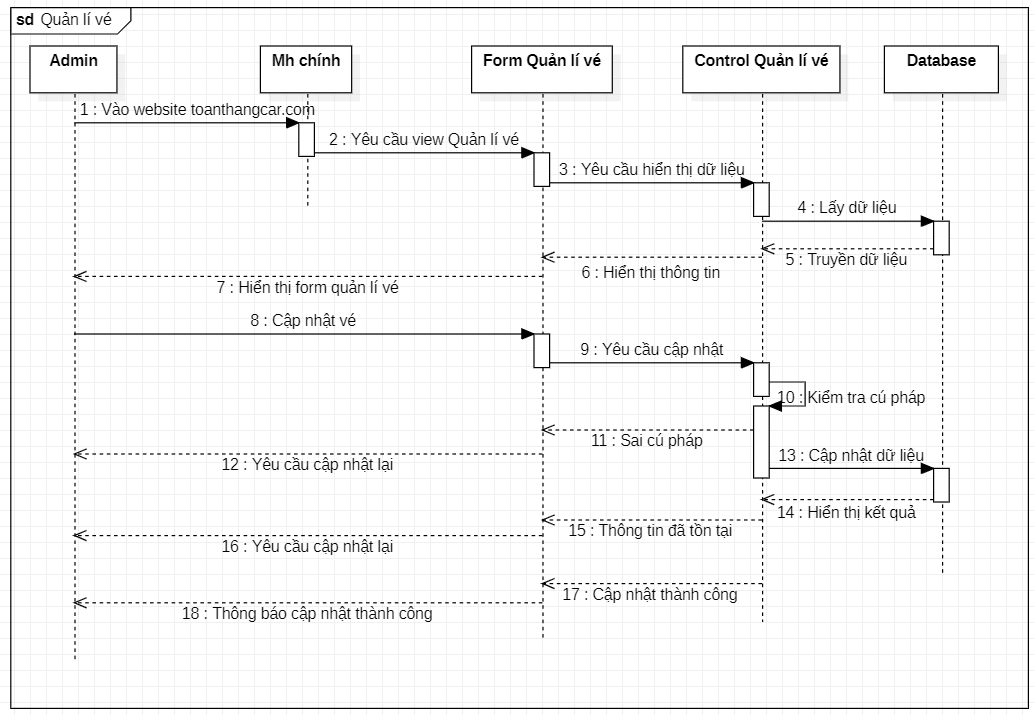 sd Quản lí vé
Admin
Mh chính
Form Quản lí vé
Control Quản lí vé
Database
1 : Vào website toanthangcar.com
2 : Yêu cầu view Quản lí vé
3 : Yêu cầu hiển thị dữ liệu
4 : Lấy dữ liệu
5 : Truyền dữ liệu
6 : Hiển thị thông tin
7 : Hiển thị form quản lí vé
8 : Cập nhật vé
9 : Yêu cầu cập nhật
10 : Kiểm tra cú pháp
11 : Sai cú pháp
12 : Yêu cầu cập nhật lại
13 : Cập nhật dữ liệu
14 : Hiển thị kết quả
15 : Thông tin đã tồn tại
16 : Yêu cầu cập nhật lại
17 : Cập nhật thành công
18 : Thông báo cập nhật thành công